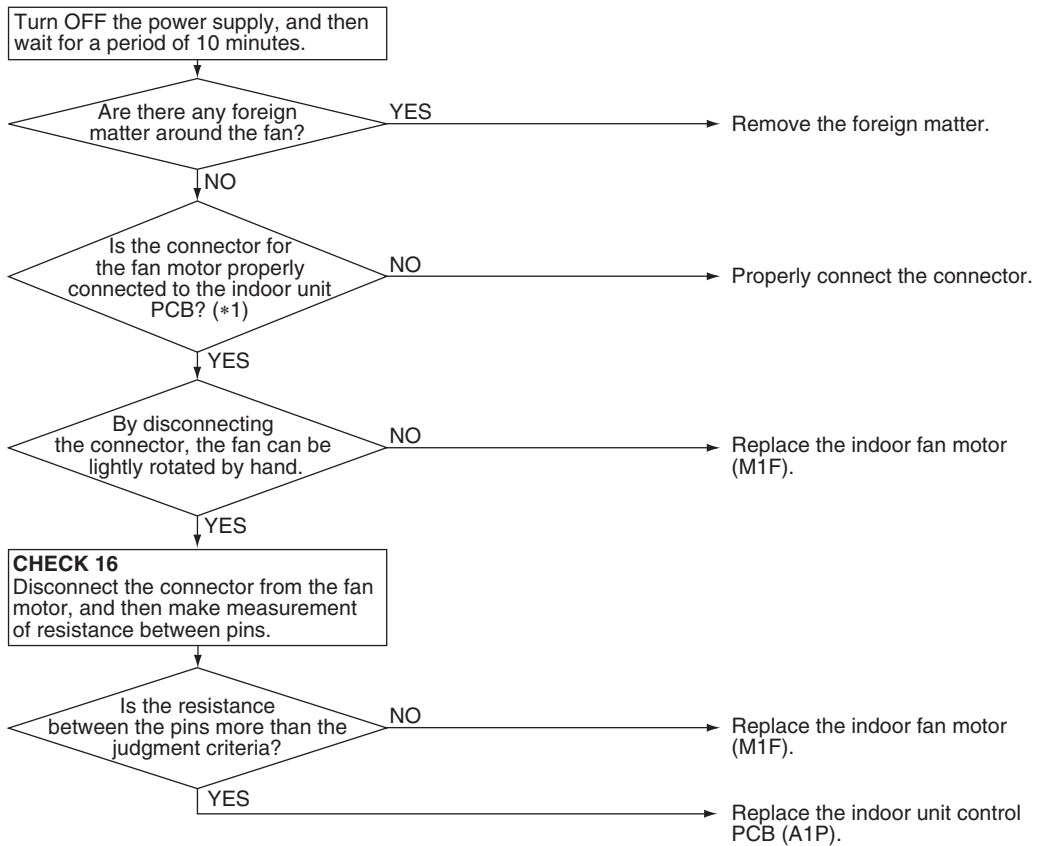 Turn OFF the power supply, and then
wait for a period of 10 minutes.
Are there any foreign
matter around the fan?
YES
Remove the foreign matter.
NO
Is the connector for
the fan motor properly
connected to the indoor unit
PCB? (*1)
NO
Properly connect the connector.
YES
By disconnecting
the connector, the fan can be
lightly rotated by hand.
NO
Replace the indoor fan motor
(M1F).
YES
CHECK 16
Disconnect the connector from the fan
motor, and then make measurement
of resistance between pins.
Is the resistance
between the pins more than the
judgment criteria?
NO
Replace the indoor fan motor
(M1F).
YES
Replace the indoor unit control
PCB (A1P).